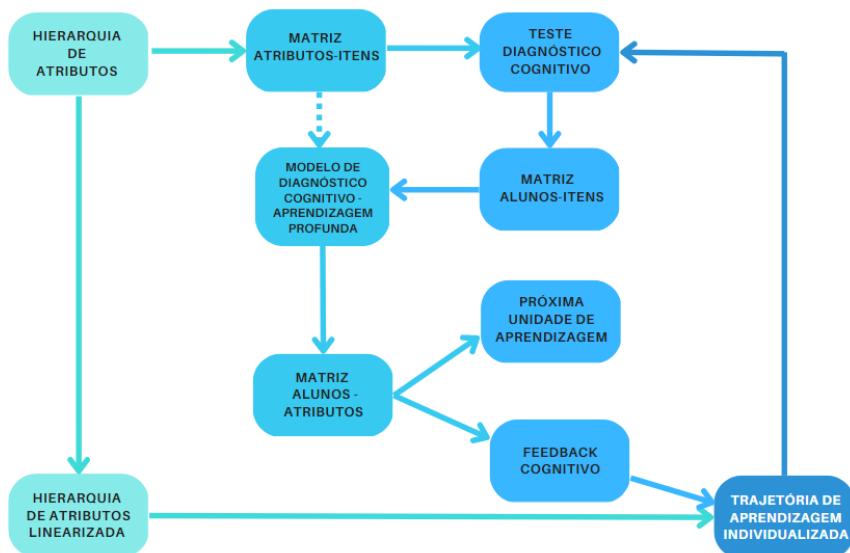 HIERARQUIA
DE
ATRIBUTOS
MATRIZ
ATRIBUTOS-ITENS
TESTE
DIAGNÓSTICO
COGNITIVO
MODELO DE
DIAGNÓSTICO
COGNITIVO -
APRENDIZAGEM
PROFUNDA
MATRIZ
ALUNOS-ITENS
PRÓXIMA
UNIDADE DE
APRENDIZAGEM
MATRIZ
ALUNOS -
ATRIBUTOS
FEEDBACK
COGNITIVO
HIERARQUIA
DE ATRIBUTOS
LINEARIZADA
TRAJETÓRIA DE
APRENDIZAGEM
INDIVIDUALIZADA